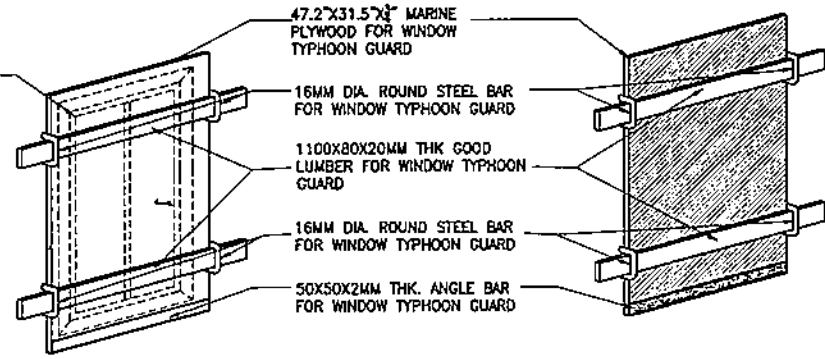 47.2"X31.5"X¾" MARINE
PLYWOOD FOR WINDOW
TYPHOON GUARD
16MM DIA. ROUND STEEL BAR
FOR WINDOW TYPHOON GUARD
1100X80X20MM THK GOOD
LUMBER FOR WINDOW TYPHOON
GUARD
16MM DIA. ROUND STEEL BAR
FOR WINDOW TYPHOON GUARD
50X50X2MM THK. ANGLE BAR
FOR WINDOW TYPHOON GUARD